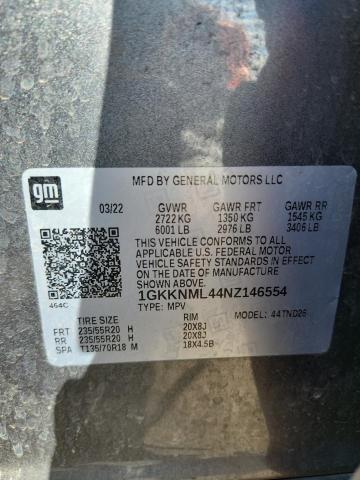 gm
MFD BY GENERAL MOTORS LLC
03/22 GVWR GAWR FRT GAWR RR
2722 KG 1350 KG 1545 KG
6001 LB 2976 LB 3406 LB
THIS VEHICLE CONFORMS TO ALL
APPLICABLE U.S. FEDERAL MOTOR
VEHICLE SAFETY STANDARDS IN
EFFECT ON THE DATE OF
MANUFACTURE SHOWN ABOVE.
1GKKNML44NZ146554
464C TYPE: MPV MODEL: 44TND26
RIM
FRT 235/55R20 H 20X8J
RR 235/55R20 H 20X8J
SPA T135/70R18 M 18X4.5B